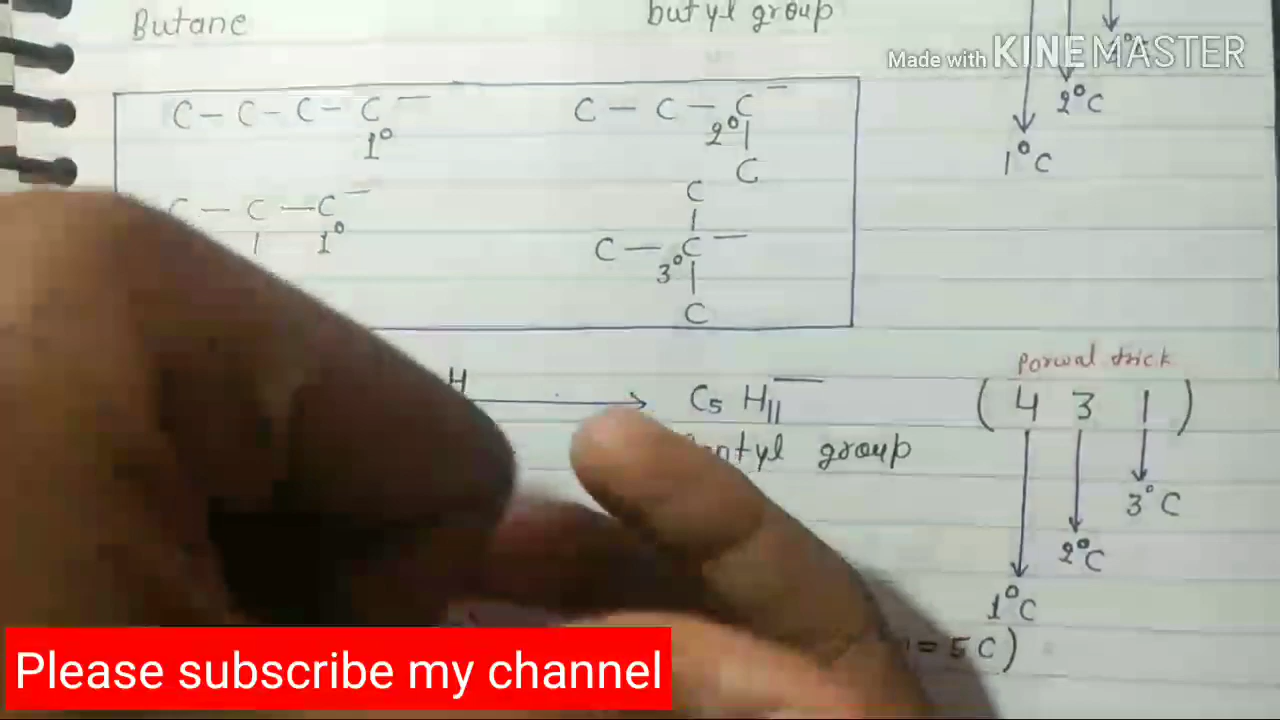 Butane
butyl group
Made with KINEMASTER
2°C
1°C
C - C - C - C -
1°
C - C - C -
2°
C
C - C - C -
1°
C
C - C -
3°
C
H
C5 H11
group
Porwal trick
( 4 3 1 )
3°C
2°C
1°C
= 5C)
Please subscribe my channel